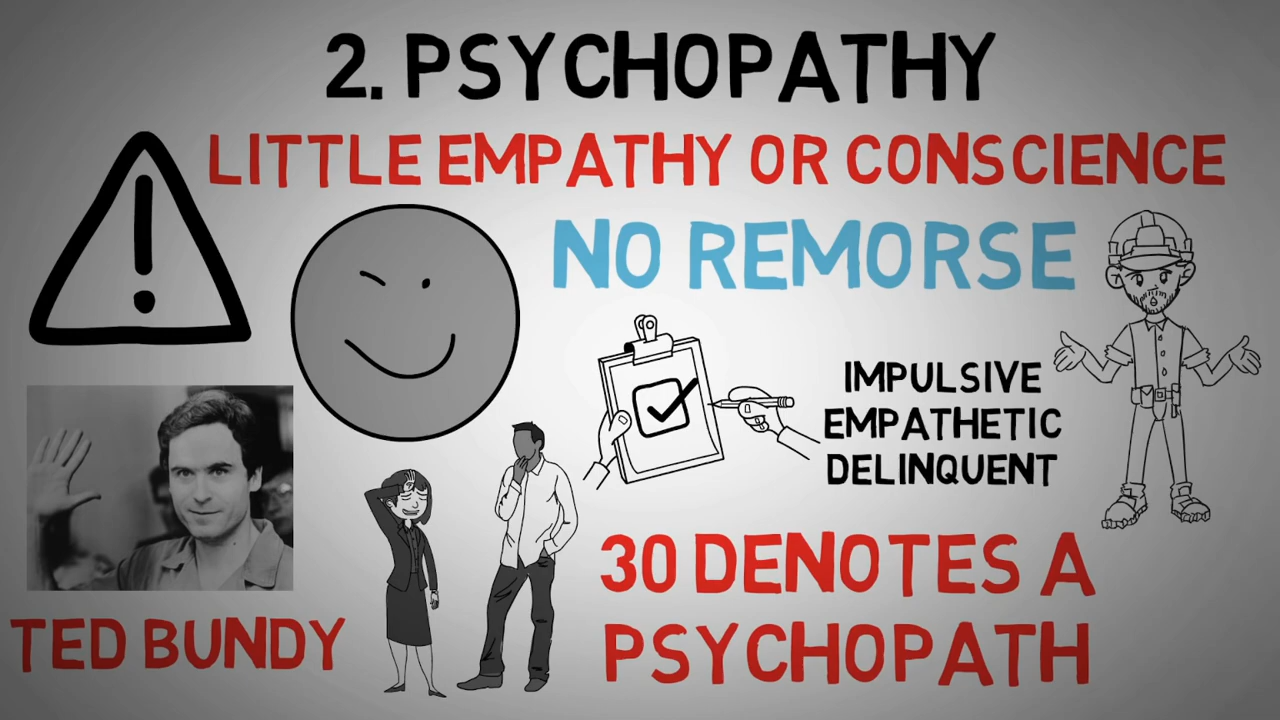 2. PSYCHOPATHY
LITTLE EMPATHY OR CONSCIENCE
NO REMORSE
IMPULSIVE
EMPATHETIC
DELINQUENT
30 DENOTES A
PSYCHOPATH
TED BUNDY